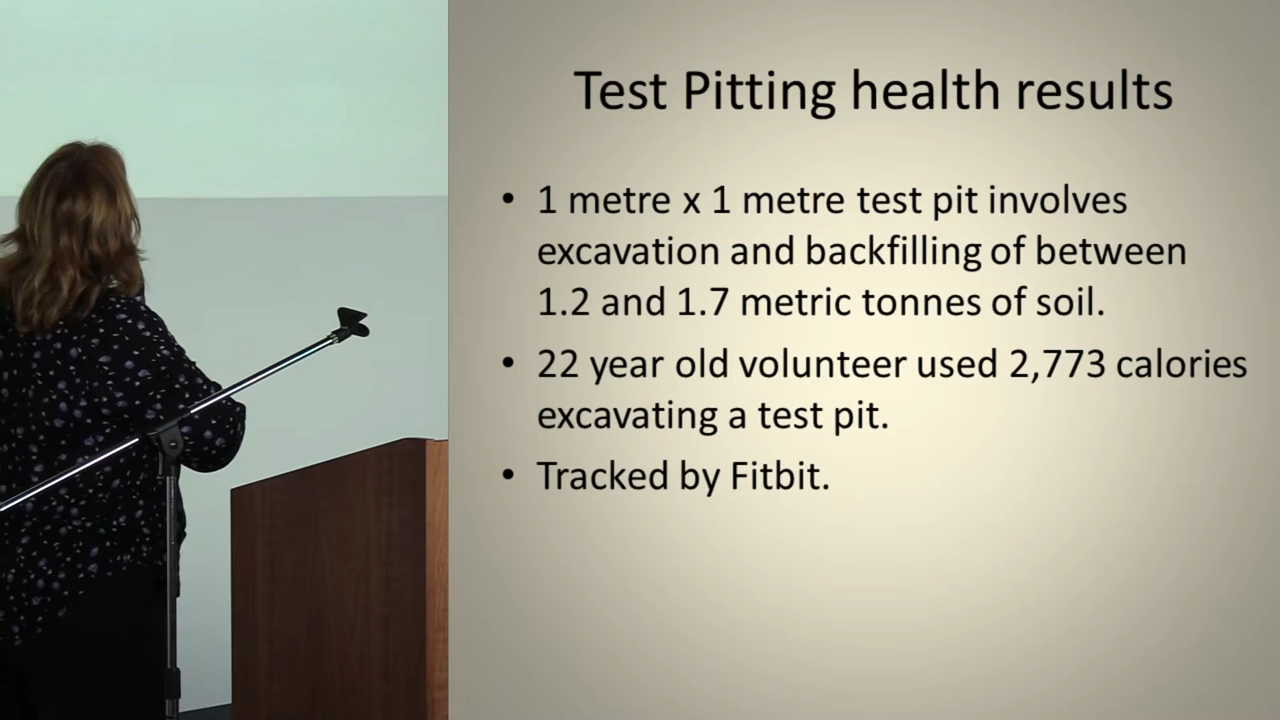 Test Pitting health results
• 1 metre x 1 metre test pit involves
excavation and backfilling of between
1.2 and 1.7 metric tonnes of soil.
• 22 year old volunteer used 2,773 calories
excavating a test pit.
• Tracked by Fitbit.